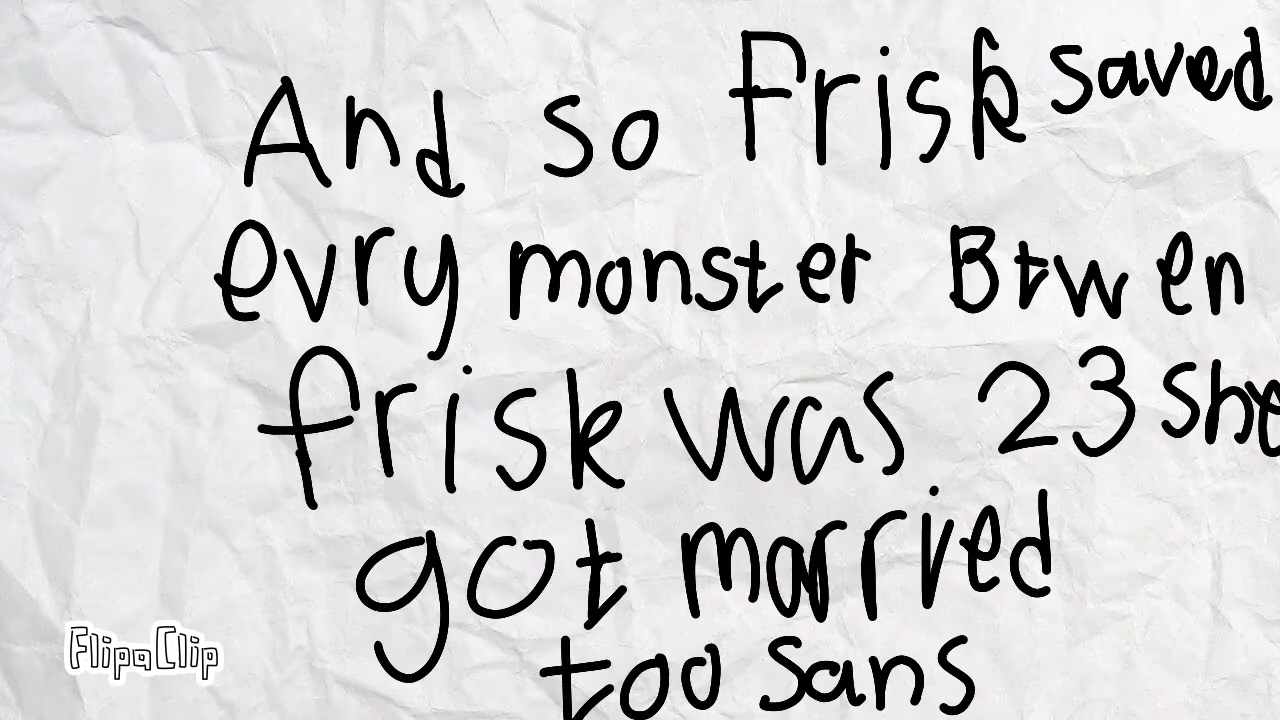 And so Frisk saved
evry monster Btwen
frisk was 23 she
got married
too sans
FlipaClip